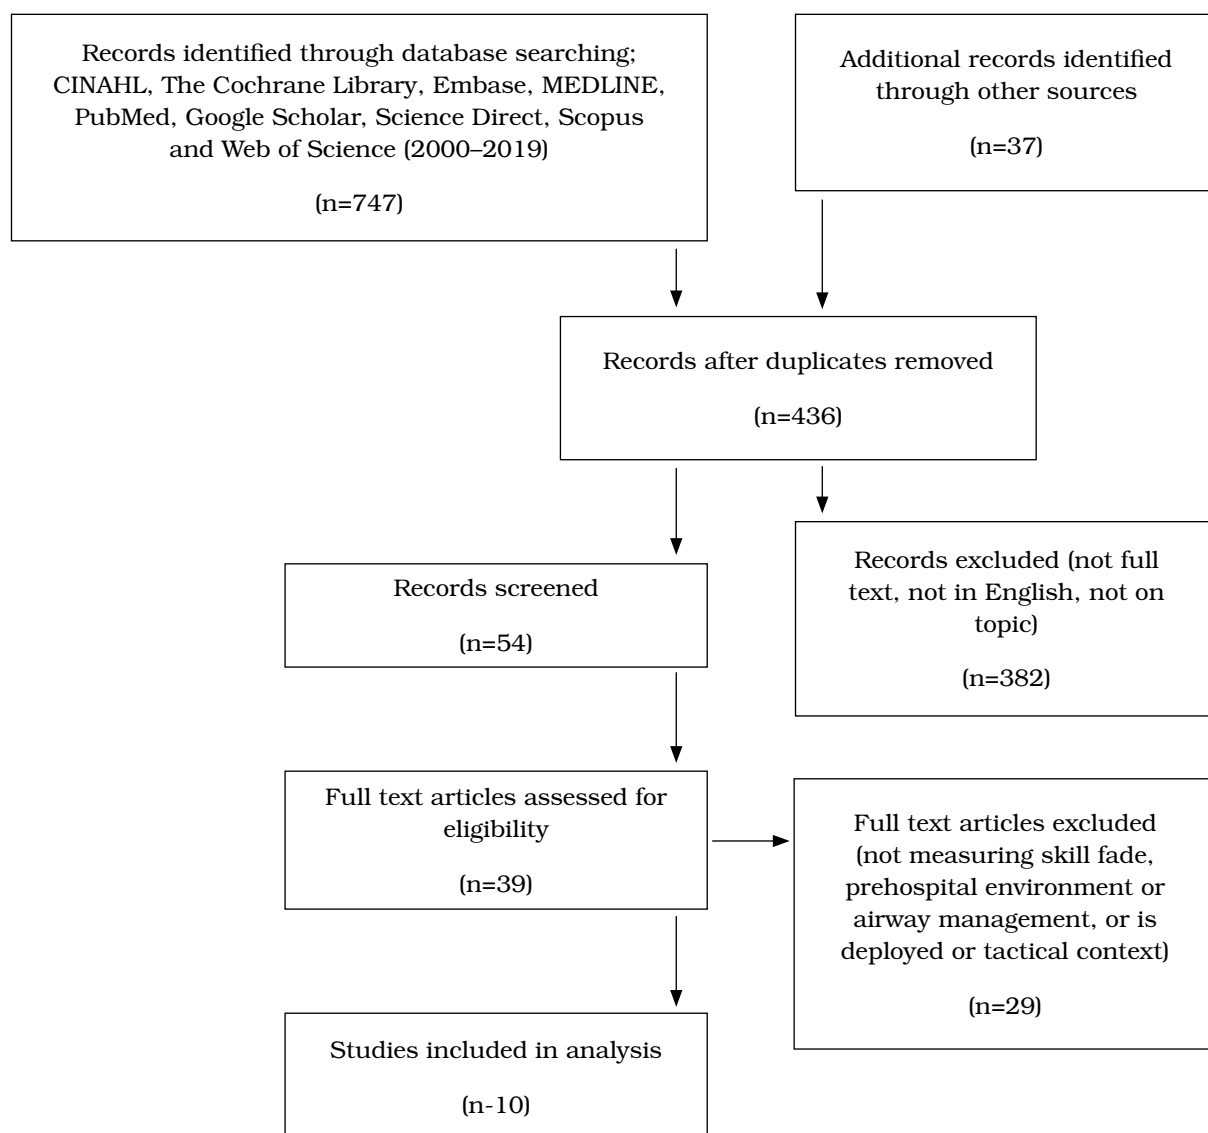 Records identified through database searching;
CINAHL, The Cochrane Library, Embase, MEDLINE,
PubMed, Google Scholar, Science Direct, Scopus
and Web of Science (2000–2019)
(n=747)
Additional records identified
through other sources
(n=37)
Records after duplicates removed
(n=436)
Records screened
(n=54)
Records excluded (not full
text, not in English, not on
topic)
(n=382)
Full text articles assessed for
eligibility
(n=39)
Full text articles excluded
(not measuring skill fade,
prehospital environment or
airway management, or is
deployed or tactical context)
(n=29)
Studies included in analysis
(n-10)